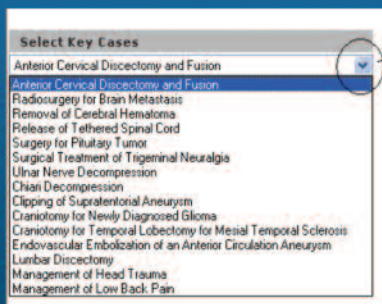 Select Key Cases
Anterior Cervical Discectomy and Fusion
Anterior Cervical Discectomy and Fusion
Radiosurgery for Brain Metastasis
Removal of Cerebral Hematoma
Release of Tethered Spinal Cord
Surgery for Pituitary Tumor
Surgical Treatment of Trigeminal Neuralgia
Ulnar Nerve Decompression
Chiari Decompression
Clipping of Supratentorial Aneurysm
Craniotomy for Newly Diagnosed Glioma
Craniotomy for Temporal Lobectomy for Mesial Temporal Sclerosis
Endovascular Embolization of an Anterior Circulation Aneurysm
Lumbar Discectomy
Management of Head Trauma
Management of Low Back Pain